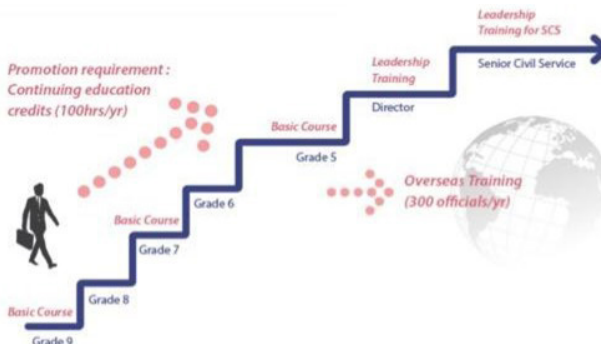 Leadership
Training for SCS
Senior Civil Service
Promotion requirement :
Continuing education
credits (100hrs/yr)
Leadership
Training
Director
Basic Course
Grade 5
Overseas Training
(300 officials/yr)
Grade 6
Basic Course
Grade 7
Grade 8
Basic Course
Grade 9